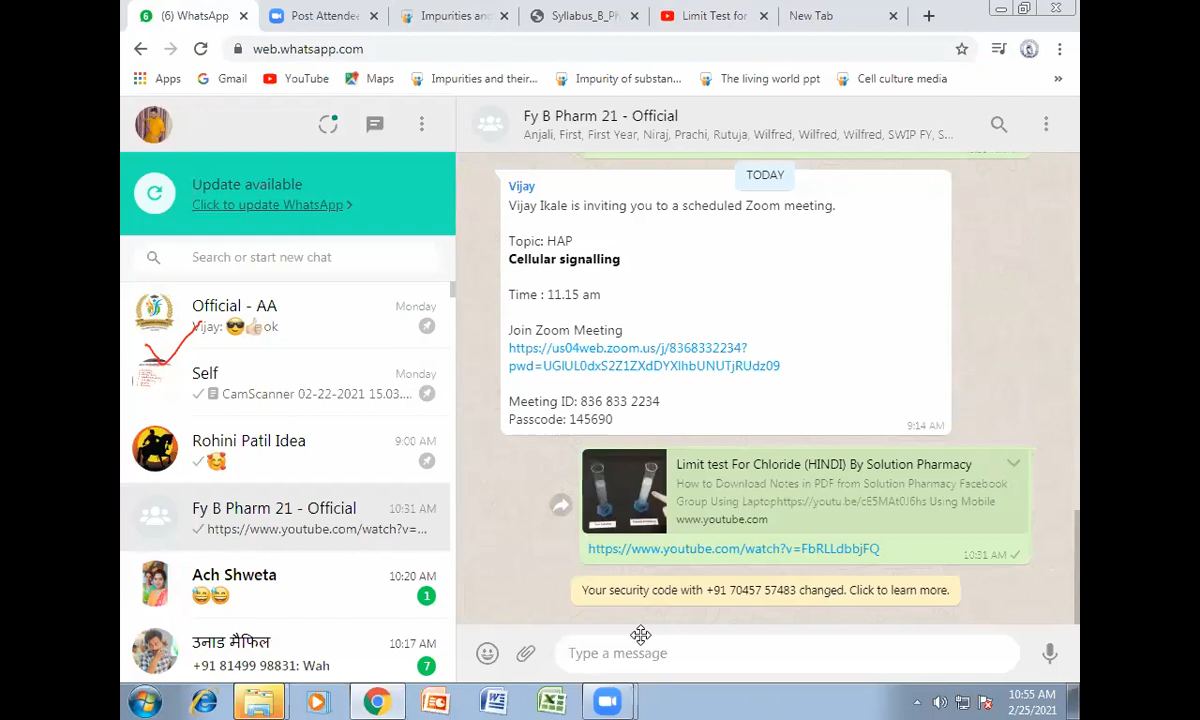 (6) WhatsApp
Post Attende
Impurities and
Syllabus_B_Ph
Limit Test for
New Tab
web.whatsapp.com
Apps
Gmail
YouTube
Maps
Impurities and their...
Impurity of substan...
The living world ppt
Cell culture media
Update available
Click to update WhatsApp >
Search or start new chat
Official - AA
Monday
Vijay: 😎👍🏻 ok
Self
Monday
CamScanner 02-22-2021 15.03....
Rohini Patil Idea
9:00 AM
🥰
Fy B Pharm 21 - Official
10:31 AM
https://www.youtube.com/watch?v=...
Ach Shweta
10:20 AM
😅😅
1
उनाड मैफिल
10:17 AM
+91 81499 98831: Wah
7
Fy B Pharm 21 - Official
Anjali, First, First Year, Niraj, Prachi, Rutuja, Wilfred, Wilfred, Wilfred, SWIP FY, S...
TODAY
Vijay
Vijay Ikale is inviting you to a scheduled Zoom meeting.
Topic: HAP
Cellular signalling
Time : 11.15 am
Join Zoom Meeting
https://us04web.zoom.us/j/8368332234?
pwd=UGlUL0dxS2Z1ZXdDYXlhbUNUTjRUdz09
Meeting ID: 836 833 2234
Passcode: 145690
9:14 AM
Limit test For Chloride (HINDI) By Solution Pharmacy
How to Download Notes in PDF from Solution Pharmacy Facebook
Group Using Laptophttps://youtu.be/cE5MAt0J6hs Using Mobile
www.youtube.com
https://www.youtube.com/watch?v=FbRLLdbbjFQ
10:31 AM
Your security code with +91 70457 57483 changed. Click to learn more.
Type a message
10:55 AM
2/25/2021